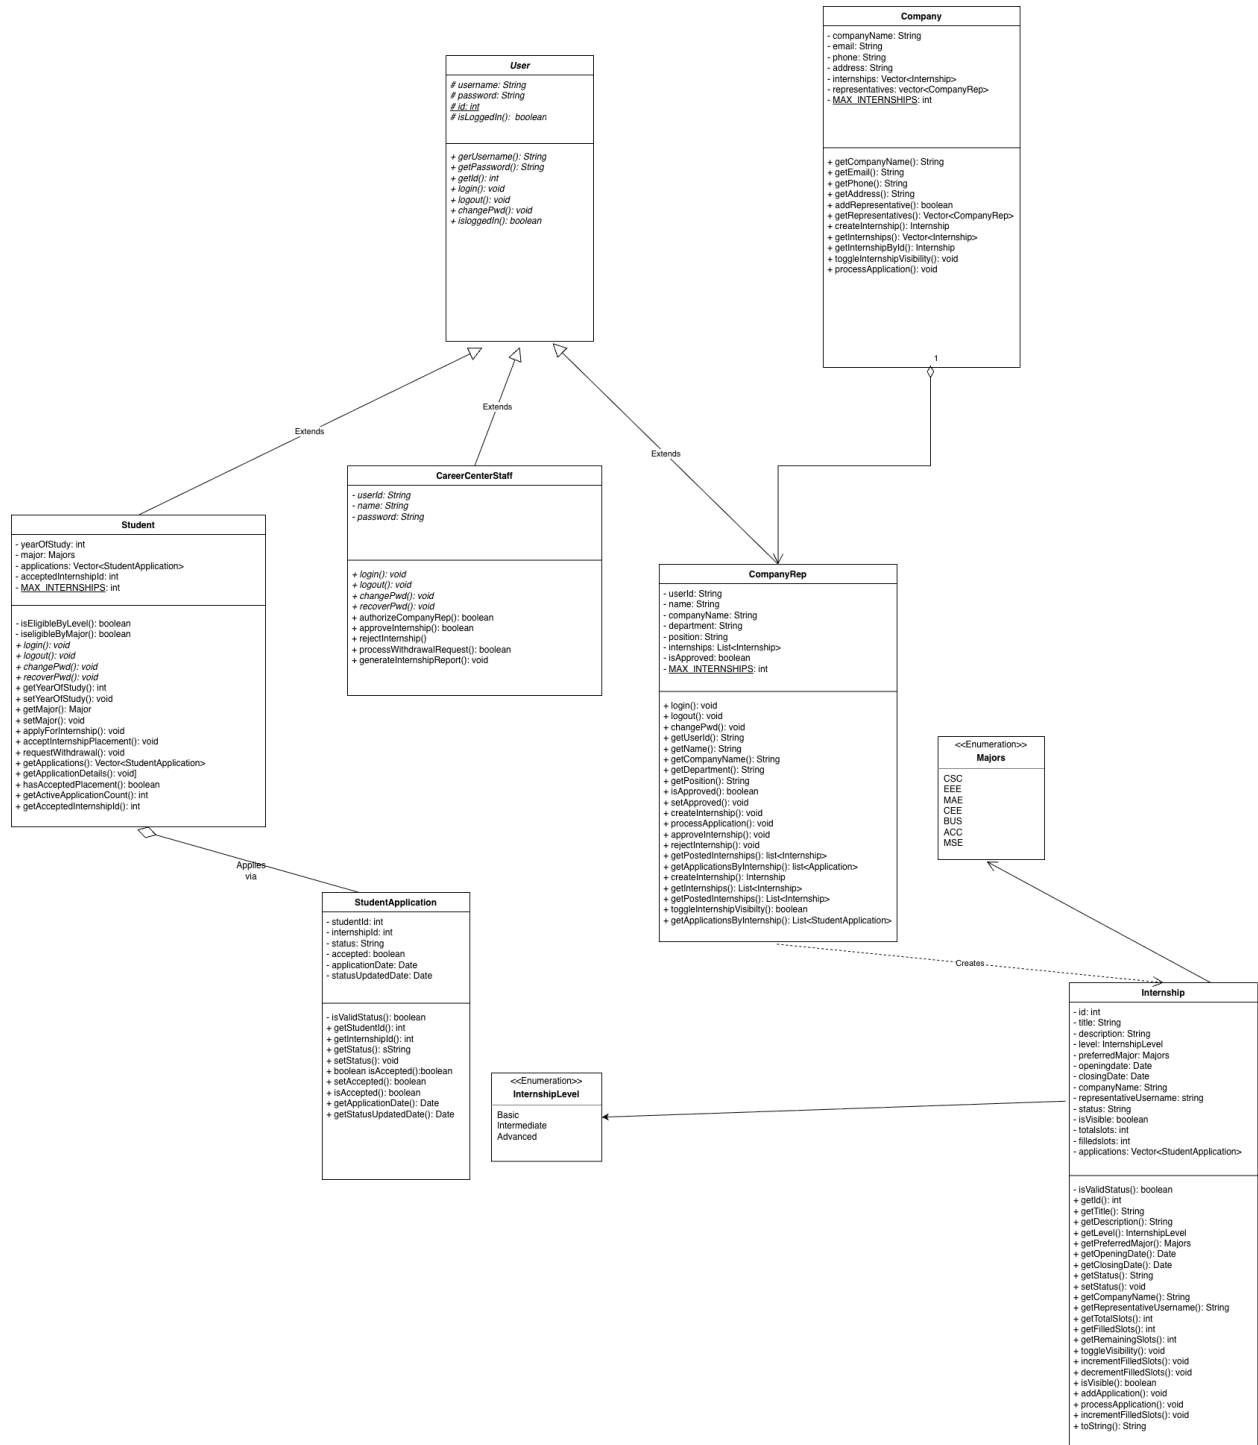 Company
- companyName: String
- email: String
- phone: String
- address: String
- internships: Vector<Internship>
- representatives: vector<CompanyRep>
- MAX_INTERNSHIPS: int
+ getCompanyName(): String
+ getEmail(): String
+ getPhone(): String
+ getAddress(): String
+ addRepresentative(): boolean
+ getRepresentatives(): Vector<CompanyRep>
+ createInternship(): Internship
+ getInternships(): Vector<Internship>
+ getInternshipById(): Internship
+ toggleInternshipVisibility(): void
+ processApplication(): void
1
User
# username: String
# password: String
# id: int
# isLoggedIn(): boolean
+ gerUsername(): String
+ getPassword(): String
+ getId(): int
+ login(): void
+ logout(): void
+ changePwd(): void
+ isloggedIn(): boolean
Extends
Extends
Extends
CareerCenterStaff
- userId: String
- name: String
- password: String
+ login(): void
+ logout(): void
+ changePwd(): void
+ recoverPwd(): void
+ authorizeCompanyRep(): boolean
+ approveInternship(): boolean
+ rejectInternship()
+ processWithdrawalRequest(): boolean
+ generateInternshipReport(): void
Student
- yearOfStudy: int
- major: Majors
- applications: Vector<StudentApplication>
- acceptedInternshipId: int
- MAX_INTERNSHIPS: int
- isEligibleByLevel(): boolean
- iseligibleByMajor(): boolean
+ login(): void
+ logout(): void
+ changePwd(): void
+ recoverPwd(): void
+ getYearOfStudy(): int
+ setYearOfStudy(): void
+ getMajor(): Major
+ setMajor(): void
+ applyForInternship(): void
+ acceptInternshipPlacement(): void
+ requestWithdrawal(): void
+ getApplications(): Vector<StudentApplication>
+ getApplicationDetails(): void]
+ hasAcceptedPlacement(): boolean
+ getActiveApplicationCount(): int
+ getAcceptedInternshipId(): int
CompanyRep
- userId: String
- name: String
- companyName: String
- department: String
- position: String
- internships: List<Internship>
- isApproved: boolean
- MAX_INTERNSHIPS: int
+ login(): void
+ logout(): void
+ changePwd(): void
+ getUserId(): String
+ getName(): String
+ getCompanyName(): String
+ getDepartment(): String
+ getPosition(): String
+ isApproved(): boolean
+ setApproved(): void
+ createInternship(): void
+ processApplication(): void
+ approveInternship(): void
+ rejectInternship(): void
+ getPostedInternships(): list<Internship>
+ getApplicationsByInternship(): list<Application>
+ createInternship(): Internship
+ getInternships(): List<Internship>
+ getPostedInternships(): List<Internship>
+ toggleInternshipVisibilty(): boolean
+ getApplicationsByInternship(): List<StudentApplication>
<<Enumeration>>
Majors
CSC
EEE
MAE
CEE
BUS
ACC
MSE
Applies
via
StudentApplication
- studentId: int
- internshipId: int
- status: String
- accepted: boolean
- applicationDate: Date
- statusUpdatedDate: Date
- isValidStatus(): boolean
+ getStudentId(): int
+ getInternshipId(): int
+ getStatus(): sString
+ setStatus(): void
+ boolean isAccepted():boolean
+ setAccepted(): boolean
+ isAccepted(): boolean
+ getApplicationDate(): Date
+ getStatusUpdatedDate(): Date
Creates
<<Enumeration>>
InternshipLevel
Basic
Intermediate
Advanced
Internship
- id: int
- title: String
- description: String
- level: InternshipLevel
- preferredMajor: Majors
- openingdate: Date
- closingDate: Date
- companyName: String
- representativeUsername: string
- status: String
- isVisible: boolean
- totalslots: int
- filledslots: int
- applications: Vector<StudentApplication>
- isValidStatus(): boolean
+ getId(): int
+ getTitle(): String
+ getDescription(): String
+ getLevel(): InternshipLevel
+ getPreferredMajor(): Majors
+ getOpeningDate(): Date
+ getClosingDate(): Date
+ getStatus(): String
+ setStatus(): void
+ getCompanyName(): String
+ getRepresentativeUsername(): String
+ getTotalSlots(): int
+ getFilledSlots(): int
+ getRemainingSlots(): int
+ toggleVisibility(): void
+ incrementFilledSlots(): void
+ decrementFilledSlots(): void
+ isVisible(): boolean
+ addApplication(): void
+ processApplication(): void
+ incrementFilledSlots(): void
+ toString(): String